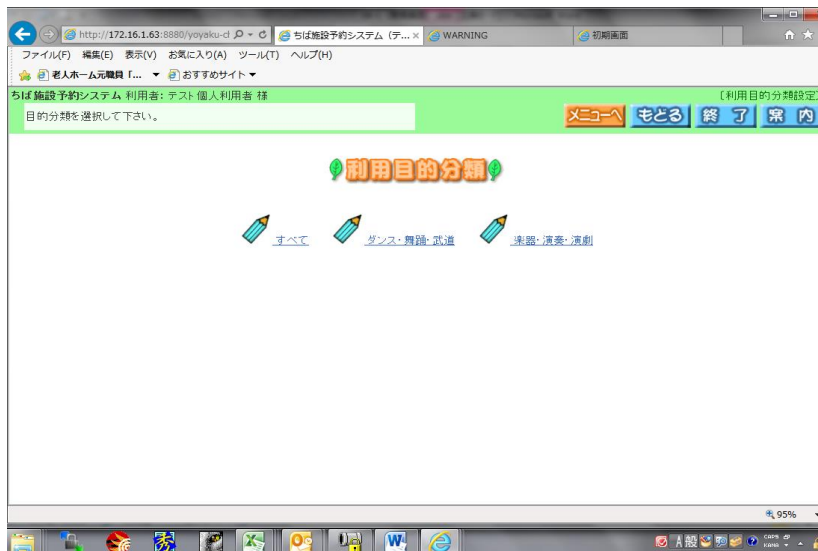 http://172.16.1.63:8880/yoyaku-cl
ちば施設予約システム（テ...
WARNING
初期画面
ファイル(F) 編集(E) 表示(V) お気に入り(A) ツール(T) ヘルプ(H)
老人ホーム元職員「... おすすめサイト
ちば施設予約システム 利用者: テスト 個人利用者 様
[利用目的分類設定]
目的分類を選択して下さい。
メニューへ もどる 終了 案内
利用目的分類
すべて ダンス・舞踊・武道 楽器・演奏・演劇
95%
A 般 CAPS KANA